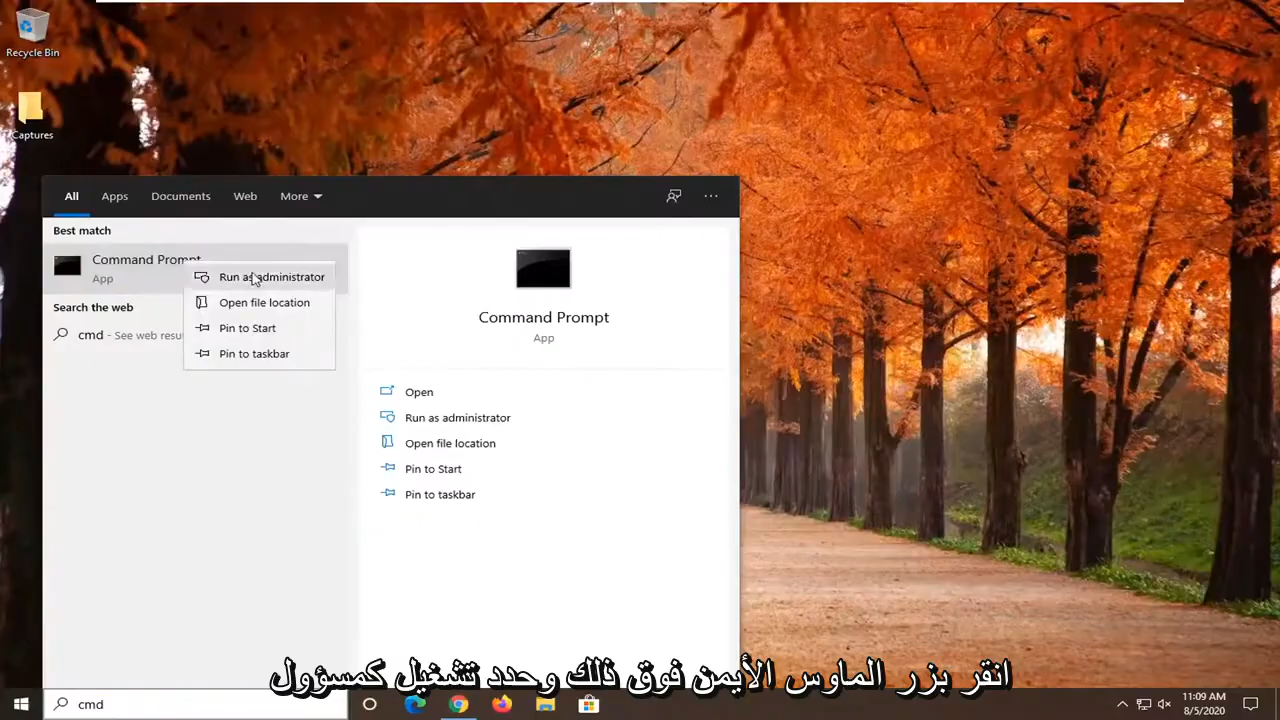 Recycle Bin
Captures
All Apps Documents Web More
Best match
Command Prompt
App
Run as administrator
Open file location
Pin to Start
Pin to taskbar
Search the web
cmd - See web resu
Command Prompt
App
Open
Run as administrator
Open file location
Pin to Start
Pin to taskbar
انقر بزر الماوس الأيمن فوق ذلك وحدد تشغيل كمسؤول
cmd
11:09 AM
8/5/2020